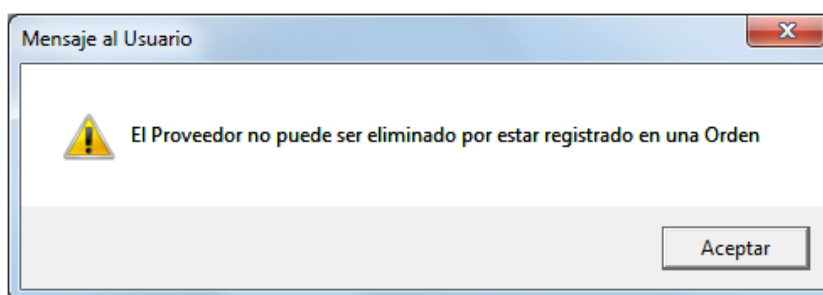 Mensaje al Usuario
El Proveedor no puede ser eliminado por estar registrado en una Orden
Aceptar